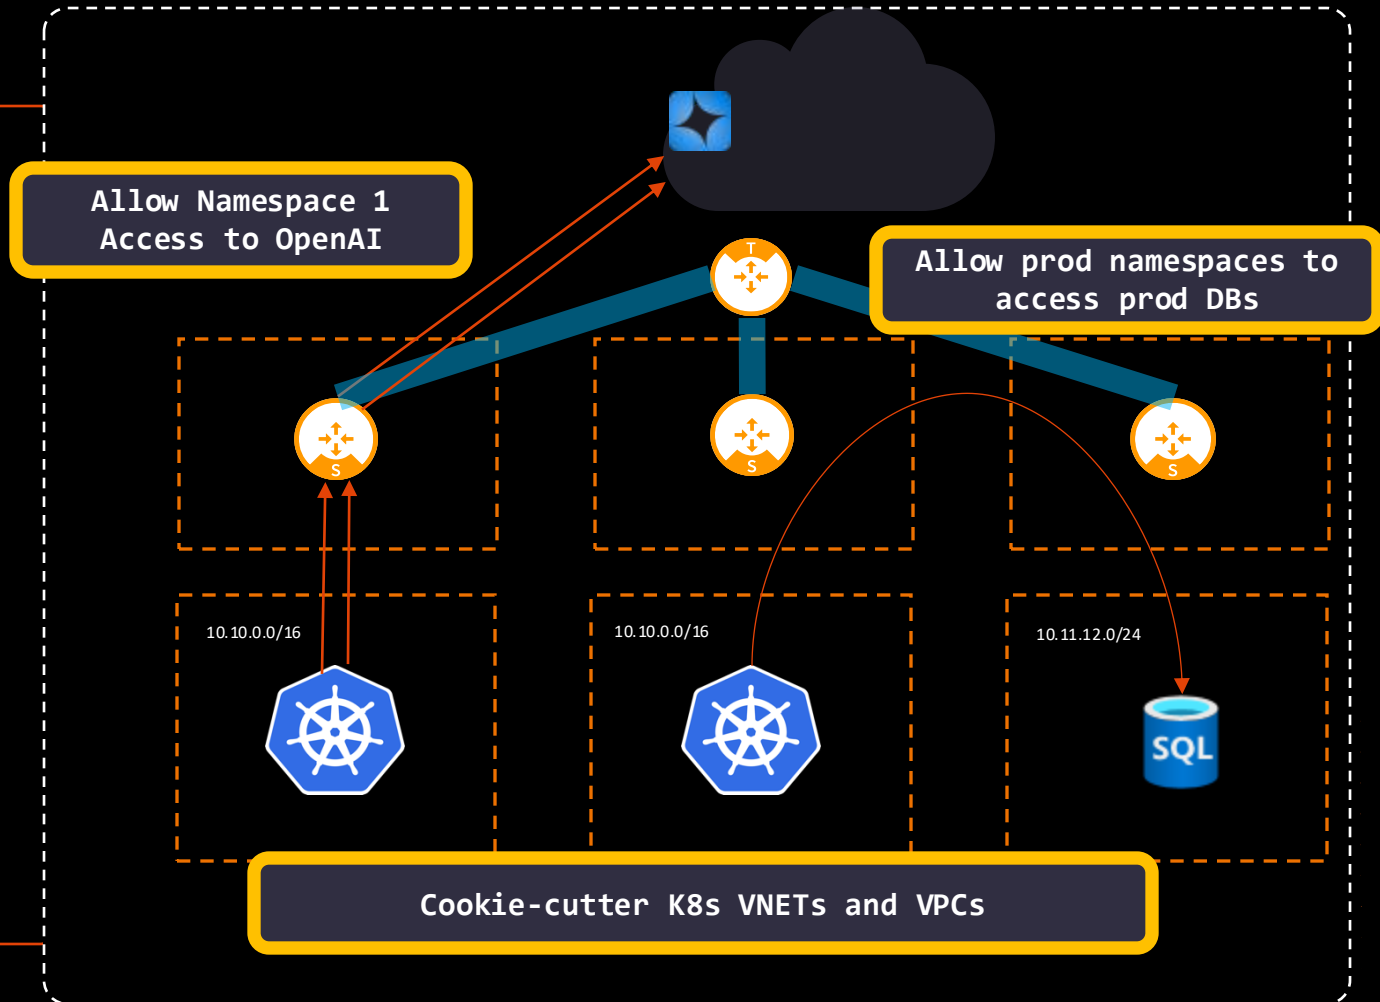 Allow Namespace 1
Access to OpenAI
T
Allow prod namespaces to
access prod DBs
S
S
S
10.10.0.0/16
10.10.0.0/16
10.11.12.0/24
SQL
Cookie-cutter K8s VNETs and VPCs